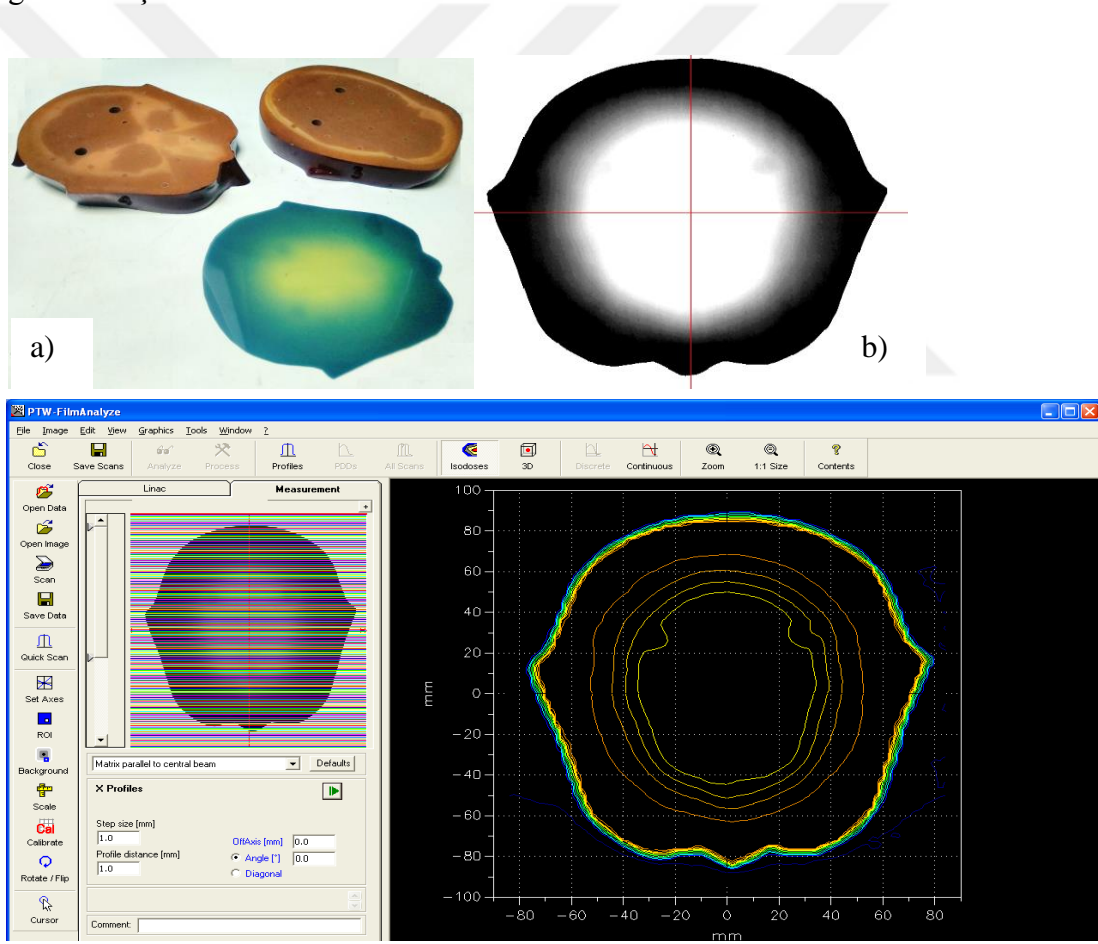 a)
b)
PTW-FilmAnalyze
File Image Edit View Graphics Tools Window ?
Close Save Scans Analyze Process Profiles PDDs All Scans Isodoses 3D Discrete Continuous Zoom 1:1 Size Contents
Open Data
Open Image
Scan
Save Data
Quick Scan
Set Axes
ROI
Background
Scale
Cal
Calibrate
Rotate / Flip
Cursor
Linac Measurement
+
Matrix parallel to central beam Defaults
X Profiles
Step size [mm]
1.0
OffAxis [mm] 0.0
Profile distance [mm]
Angle [°] 0.0
1.0
Diagonal
Comment:
100
80
60
40
20
0
-20
-40
-60
-80
-100
mm
-80 -60 -40 -20 0 20 40 60 80
mm